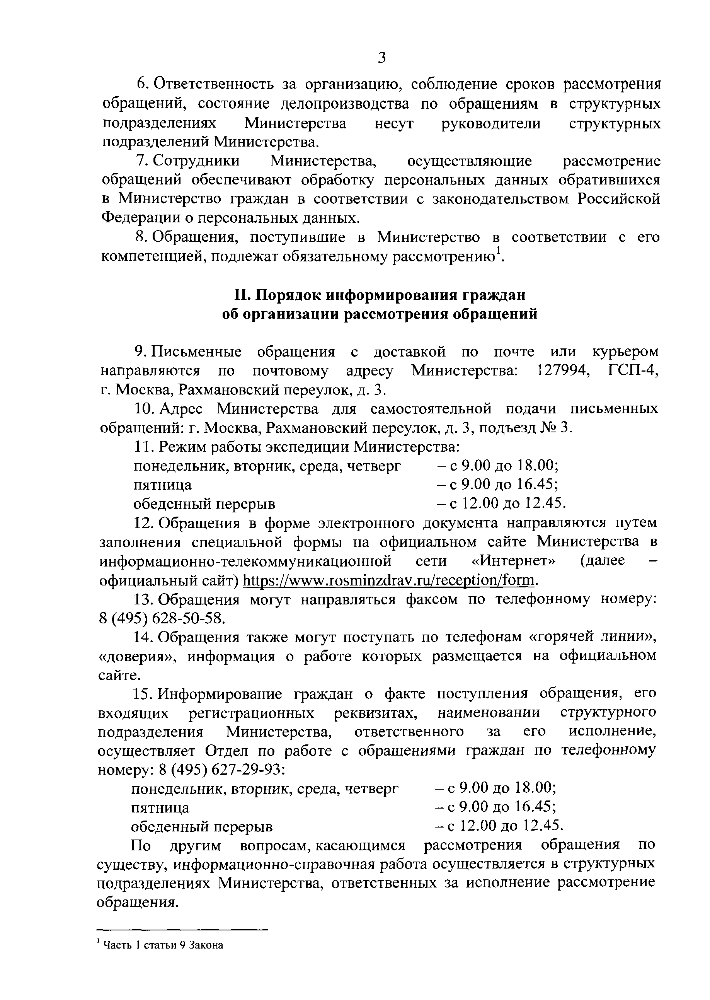 3
6. Ответственность за организацию, соблюдение сроков рассмотрения
обращений, состояние делопроизводства по обращениям в структурных
подразделениях Министерства несут руководители структурных
подразделений Министерства.
7. Сотрудники Министерства, осуществляющие рассмотрение
обращений обеспечивают обработку персональных данных обратившихся
в Министерство граждан в соответствии с законодательством Российской
Федерации о персональных данных.
8. Обращения, поступившие в Министерство в соответствии с его
компетенцией, подлежат обязательному рассмотрению¹.
II. Порядок информирования граждан
об организации рассмотрения обращений
9. Письменные обращения с доставкой по почте или курьером
направляются по почтовому адресу Министерства: 127994, ГСП-4,
г. Москва, Рахмановский переулок, д. 3.
10. Адрес Министерства для самостоятельной подачи письменных
обращений: г. Москва, Рахмановский переулок, д. 3, подъезд № 3.
11. Режим работы экспедиции Министерства:
понедельник, вторник, среда, четверг – с 9.00 до 18.00;
пятница – с 9.00 до 16.45;
обеденный перерыв – с 12.00 до 12.45.
12. Обращения в форме электронного документа направляются путем
заполнения специальной формы на официальном сайте Министерства в
информационно-телекоммуникационной сети «Интернет» (далее –
официальный сайт) https://www.rosminzdrav.ru/reception/form.
13. Обращения могут направляться факсом по телефонному номеру:
8 (495) 628-50-58.
14. Обращения также могут поступать по телефонам «горячей линии»,
«доверия», информация о работе которых размещается на официальном
сайте.
15. Информирование граждан о факте поступления обращения, его
входящих регистрационных реквизитах, наименовании структурного
подразделения Министерства, ответственного за его исполнение,
осуществляет Отдел по работе с обращениями граждан по телефонному
номеру: 8 (495) 627-29-93:
понедельник, вторник, среда, четверг – с 9.00 до 18.00;
пятница – с 9.00 до 16.45;
обеденный перерыв – с 12.00 до 12.45.
По другим вопросам, касающимся рассмотрения обращения по
существу, информационно-справочная работа осуществляется в структурных
подразделениях Министерства, ответственных за исполнение рассмотрение
обращения.
¹ Часть 1 статьи 9 Закона